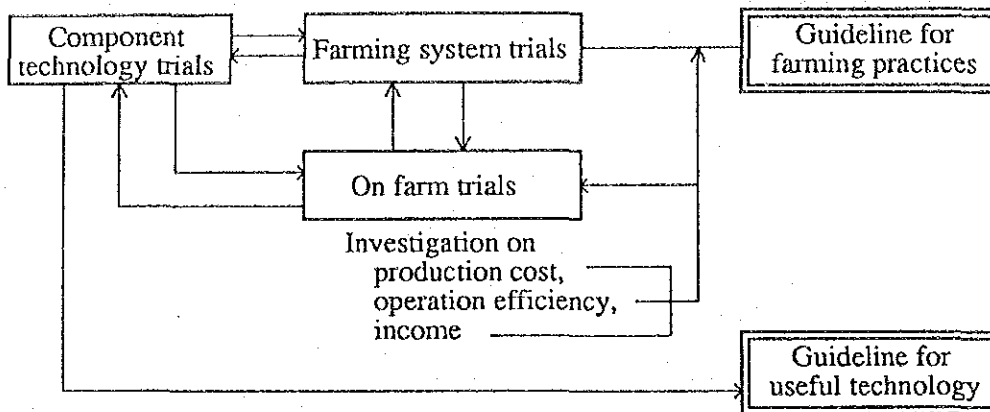 Component
technology trials
Farming system trials
Guideline for
farming practices
On farm trials
Investigation on
production cost,
operation efficiency,
income
Guideline for
useful technology